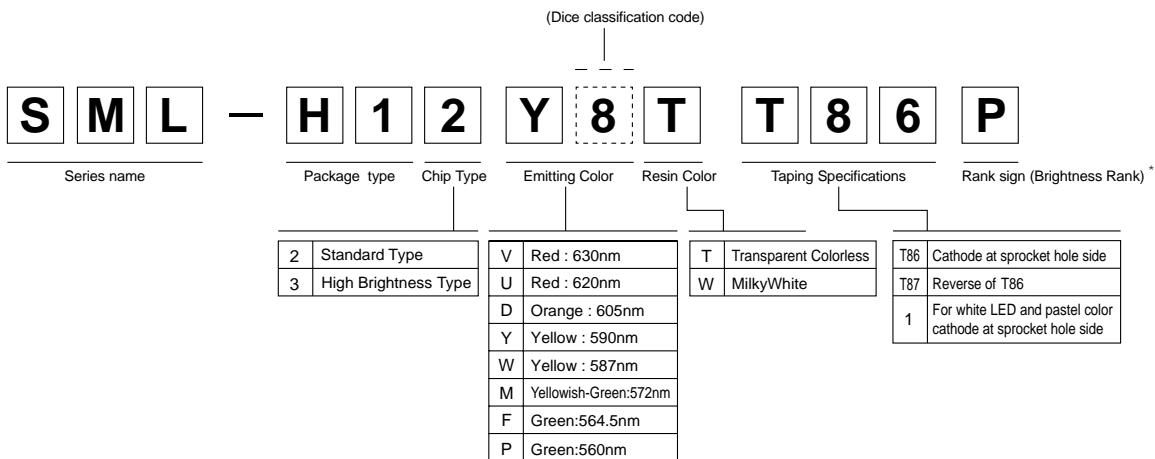 (Dice classification code)
S M L — H 1 2 Y 8 T T 8 6 P
Series name Package type Chip Type Emitting Color Resin Color Taping Specifications Rank sign (Brightness Rank) *
2 Standard Type
3 High Brightness Type
V Red : 630nm
U Red : 620nm
D Orange : 605nm
Y Yellow : 590nm
W Yellow : 587nm
M Yellowish-Green:572nm
F Green:564.5nm
P Green:560nm
T Transparent Colorless
W MilkyWhite
T86 Cathode at sprocket hole side
T87 Reverse of T86
1 For white LED and pastel color
cathode at sprocket hole side